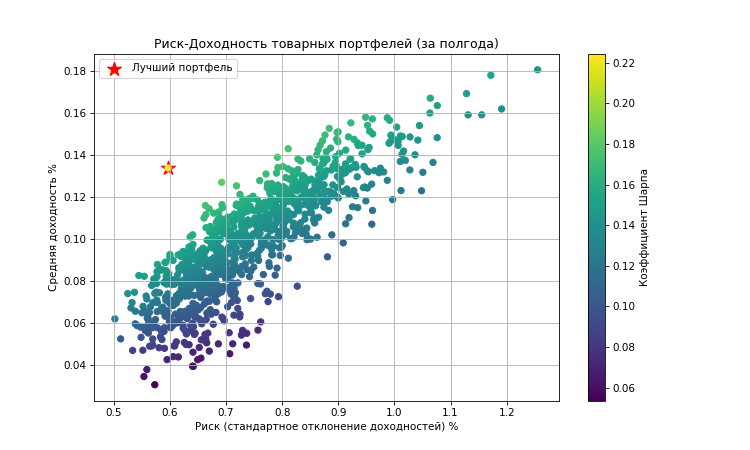 Риск-Доходность товарных портфелей (за полгода)
Лучший портфель
Средняя доходность %
0.18
0.16
0.14
0.12
0.10
0.08
0.06
0.04
0.5 0.6 0.7 0.8 0.9 1.0 1.1 1.2
Риск (стандартное отклонение доходностей) %
0.22
0.20
0.18
0.16
0.14
0.12
0.10
0.08
0.06
Коэффициент Шарпа